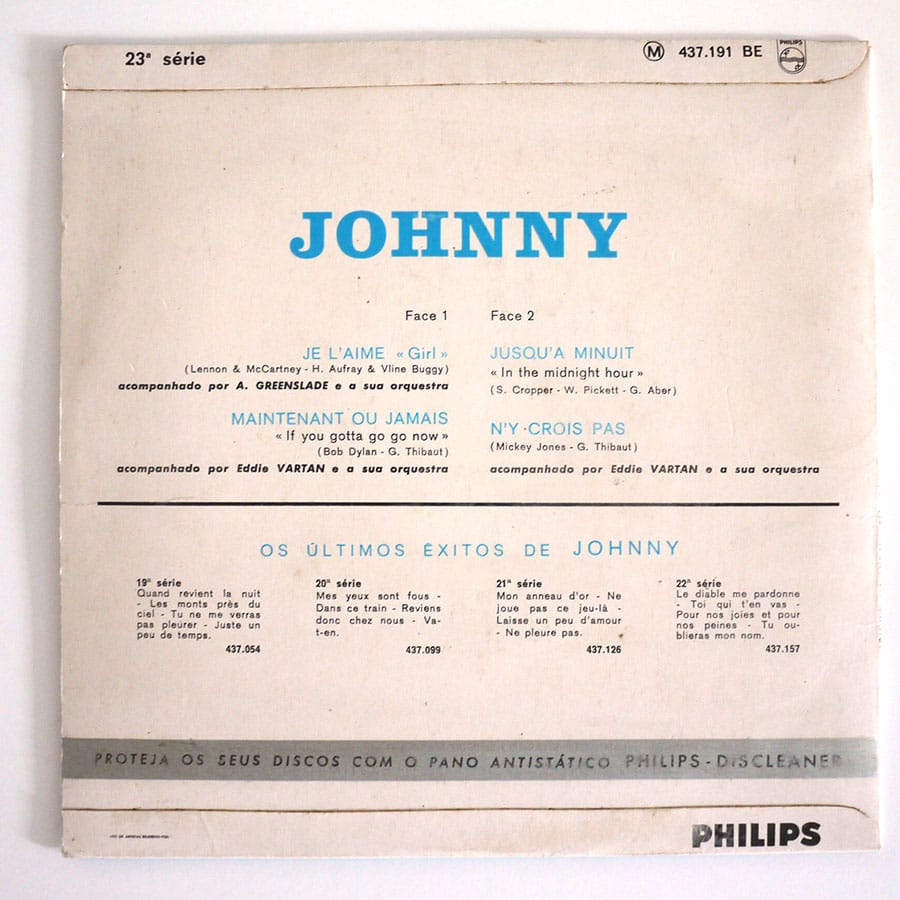 23ª série
M 437.191 BE
PHILIPS
JOHNNY
Face 1
JE L'AIME «Girl»
(Lennon & McCartney - H. Aufray & Vline Buggy)
acompanhado por A. GREENSLADE e a sua orquestra
MAINTENANT OU JAMAIS
«If you gotta go go now»
(Bob Dylan - G. Thibaut)
acompanhado por Eddie VARTAN e a sua orquestra
Face 2
JUSQU'A MINUIT
«In the midnight hour»
(S. Cropper - W. Pickett - G. Aber)
N'Y CROIS PAS
(Mickey Jones - G. Thibaut)
acompanhado por Eddie VARTAN e a sua orquestra
OS ÚLTIMOS ÊXITOS DE JOHNNY
19ª série
Quand revient la nuit
- Les monts près du
ciel - Tu ne me verras
pas pleurer - Juste un
peu de temps.
437.054
20ª série
Mes yeux sont fous -
Dans ce train - Reviens
donc chez nous - Va-
t-en.
437.099
21ª série
Mon anneau d'or - Ne
joue pas ce jeu-là -
Laisse un peu d'amour
- Ne pleure pas.
437.126
22ª série
Le diable me pardonne
- Toi qui t'en vas -
Pour nos joies et pour
nos peines - Tu ou-
blieras mon nom.
437.157
PROTEJA OS SEUS DISCOS COM O PANO ANTISTÁTICO PHILIPS-DISCLEANER
PHILIPS